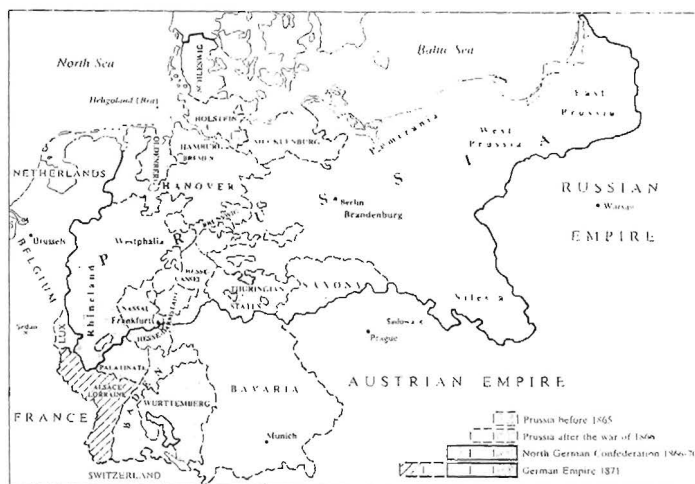 North Sea
Baltic Sea
SCHLESWIG
Helgoland (Brit)
HOLSTEIN
HAMBURG
BREMEN
MECKLENBURG
Pomerania
East
Prussia
West
Prussia
NETHERLANDS
HANOVER
P R U S S I A
Berlin
Brandenburg
RUSSIAN
Warsaw
EMPIRE
Brussels
BELGIUM
Westphalia
Rhineland
HESSE
CASSEL
NASSAU
Frankfurt
THURINGIAN
STATES
SAXONY
Silesia
Sedan
LUX
Sadowa
Prague
PALATINATE
ALSACE
LORRAINE
BADEN
WURTTEMBERG
BAVARIA
AUSTRIAN EMPIRE
FRANCE
Munich
SWITZERLAND
Prussia before 1865
Prussia after the war of 1866
North German Confederation 1866-70
German Empire 1871